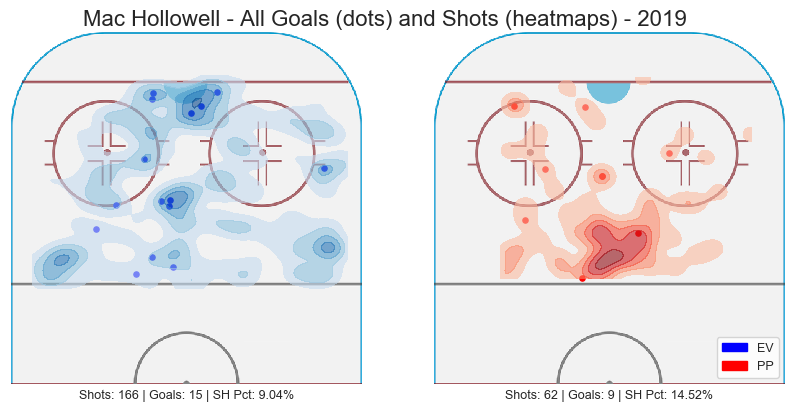 Mac Hollowell - All Goals (dots) and Shots (heatmaps) - 2019
EV
PP
Shots: 166 | Goals: 15 | SH Pct: 9.04%
Shots: 62 | Goals: 9 | SH Pct: 14.52%